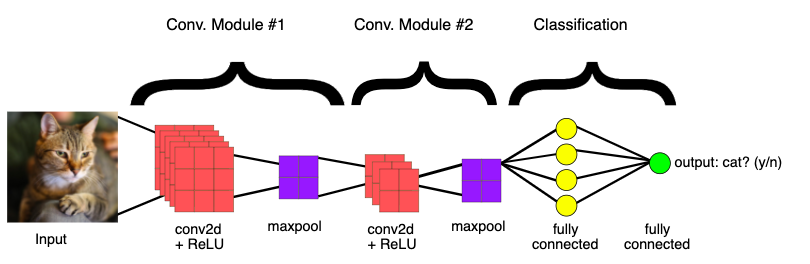 Conv. Module #1
Conv. Module #2
Classification
output: cat? (y/n)
Input
conv2d
+ ReLU
maxpool
conv2d
+ ReLU
maxpool
fully
connected
fully
connected